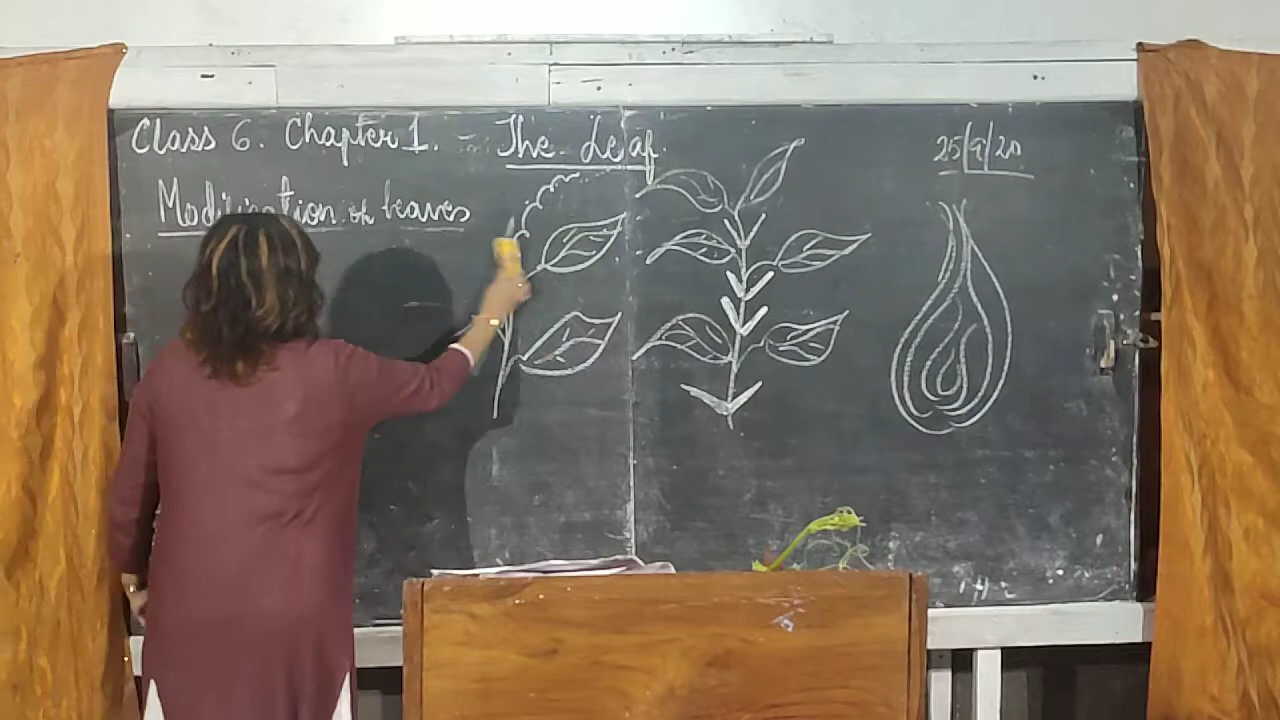 Class 6. Chapter 1. The Leaf.
25/9/20
Modification of leaves